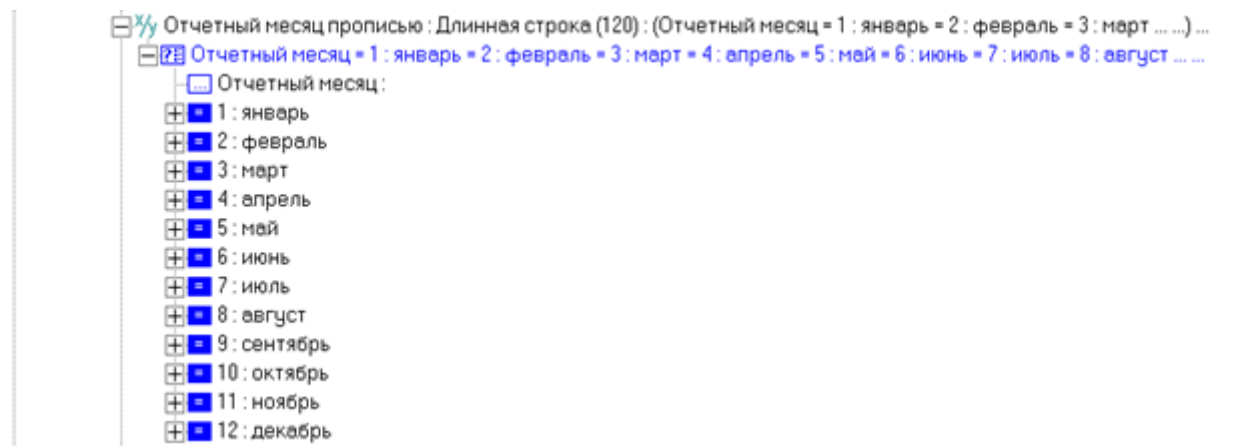 Отчетный месяц прописью : Длинная строка (120) : (Отчетный месяц = 1 : январь = 2 : февраль = 3 : март ... ...) ...
Отчетный месяц = 1 : январь = 2 : февраль = 3 : март = 4 : апрель = 5 : май = 6 : июнь = 7 : июль = 8 : август ... ...
Отчетный месяц :
1 : январь
2 : февраль
3 : март
4 : апрель
5 : май
6 : июнь
7 : июль
8 : август
9 : сентябрь
10 : октябрь
11 : ноябрь
12 : декабрь